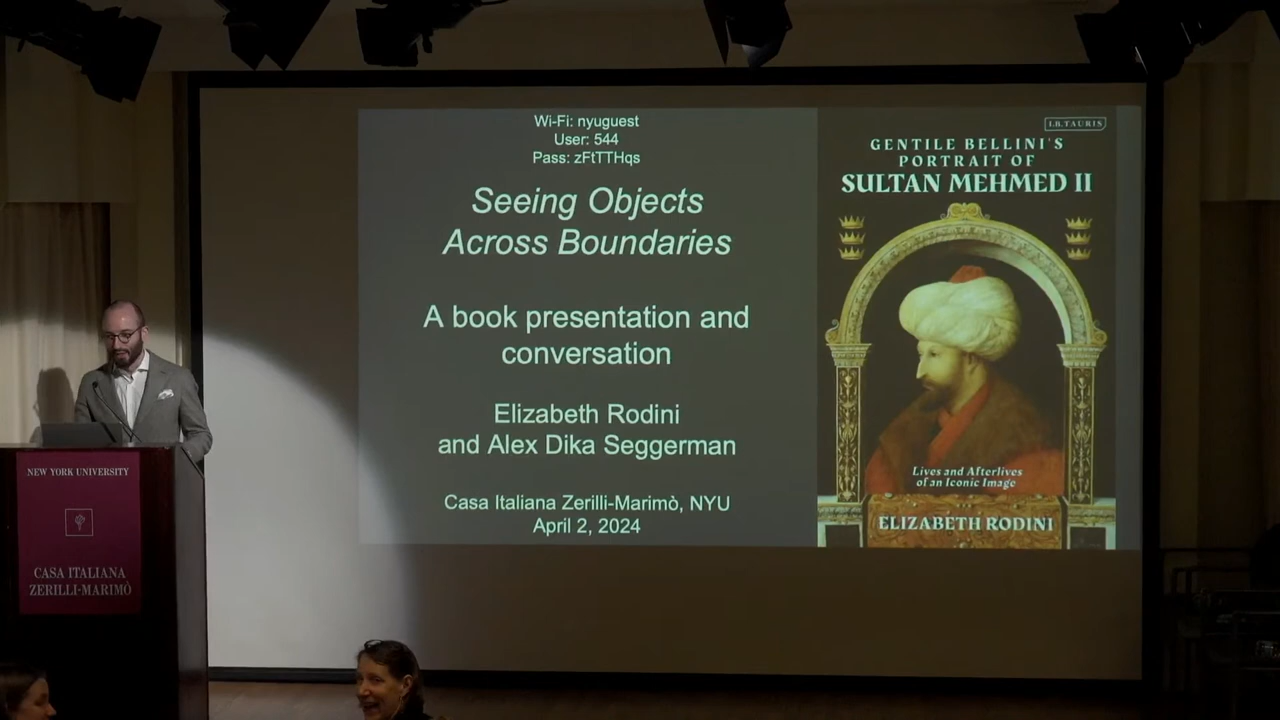 Wi-Fi: nyuguest
User: 544
Pass: zFtTTHqs
Seeing Objects
Across Boundaries
A book presentation and
conversation
Elizabeth Rodini
and Alex Dika Seggerman
Casa Italiana Zerilli-Marimò, NYU
April 2, 2024
I.B.TAURIS
GENTILE BELLINI'S
PORTRAIT OF
SULTAN MEHMED II
Lives and Afterlives
of an Iconic Image
ELIZABETH RODINI
NEW YORK UNIVERSITY
CASA ITALIANA
ZERILLI-MARIMÒ